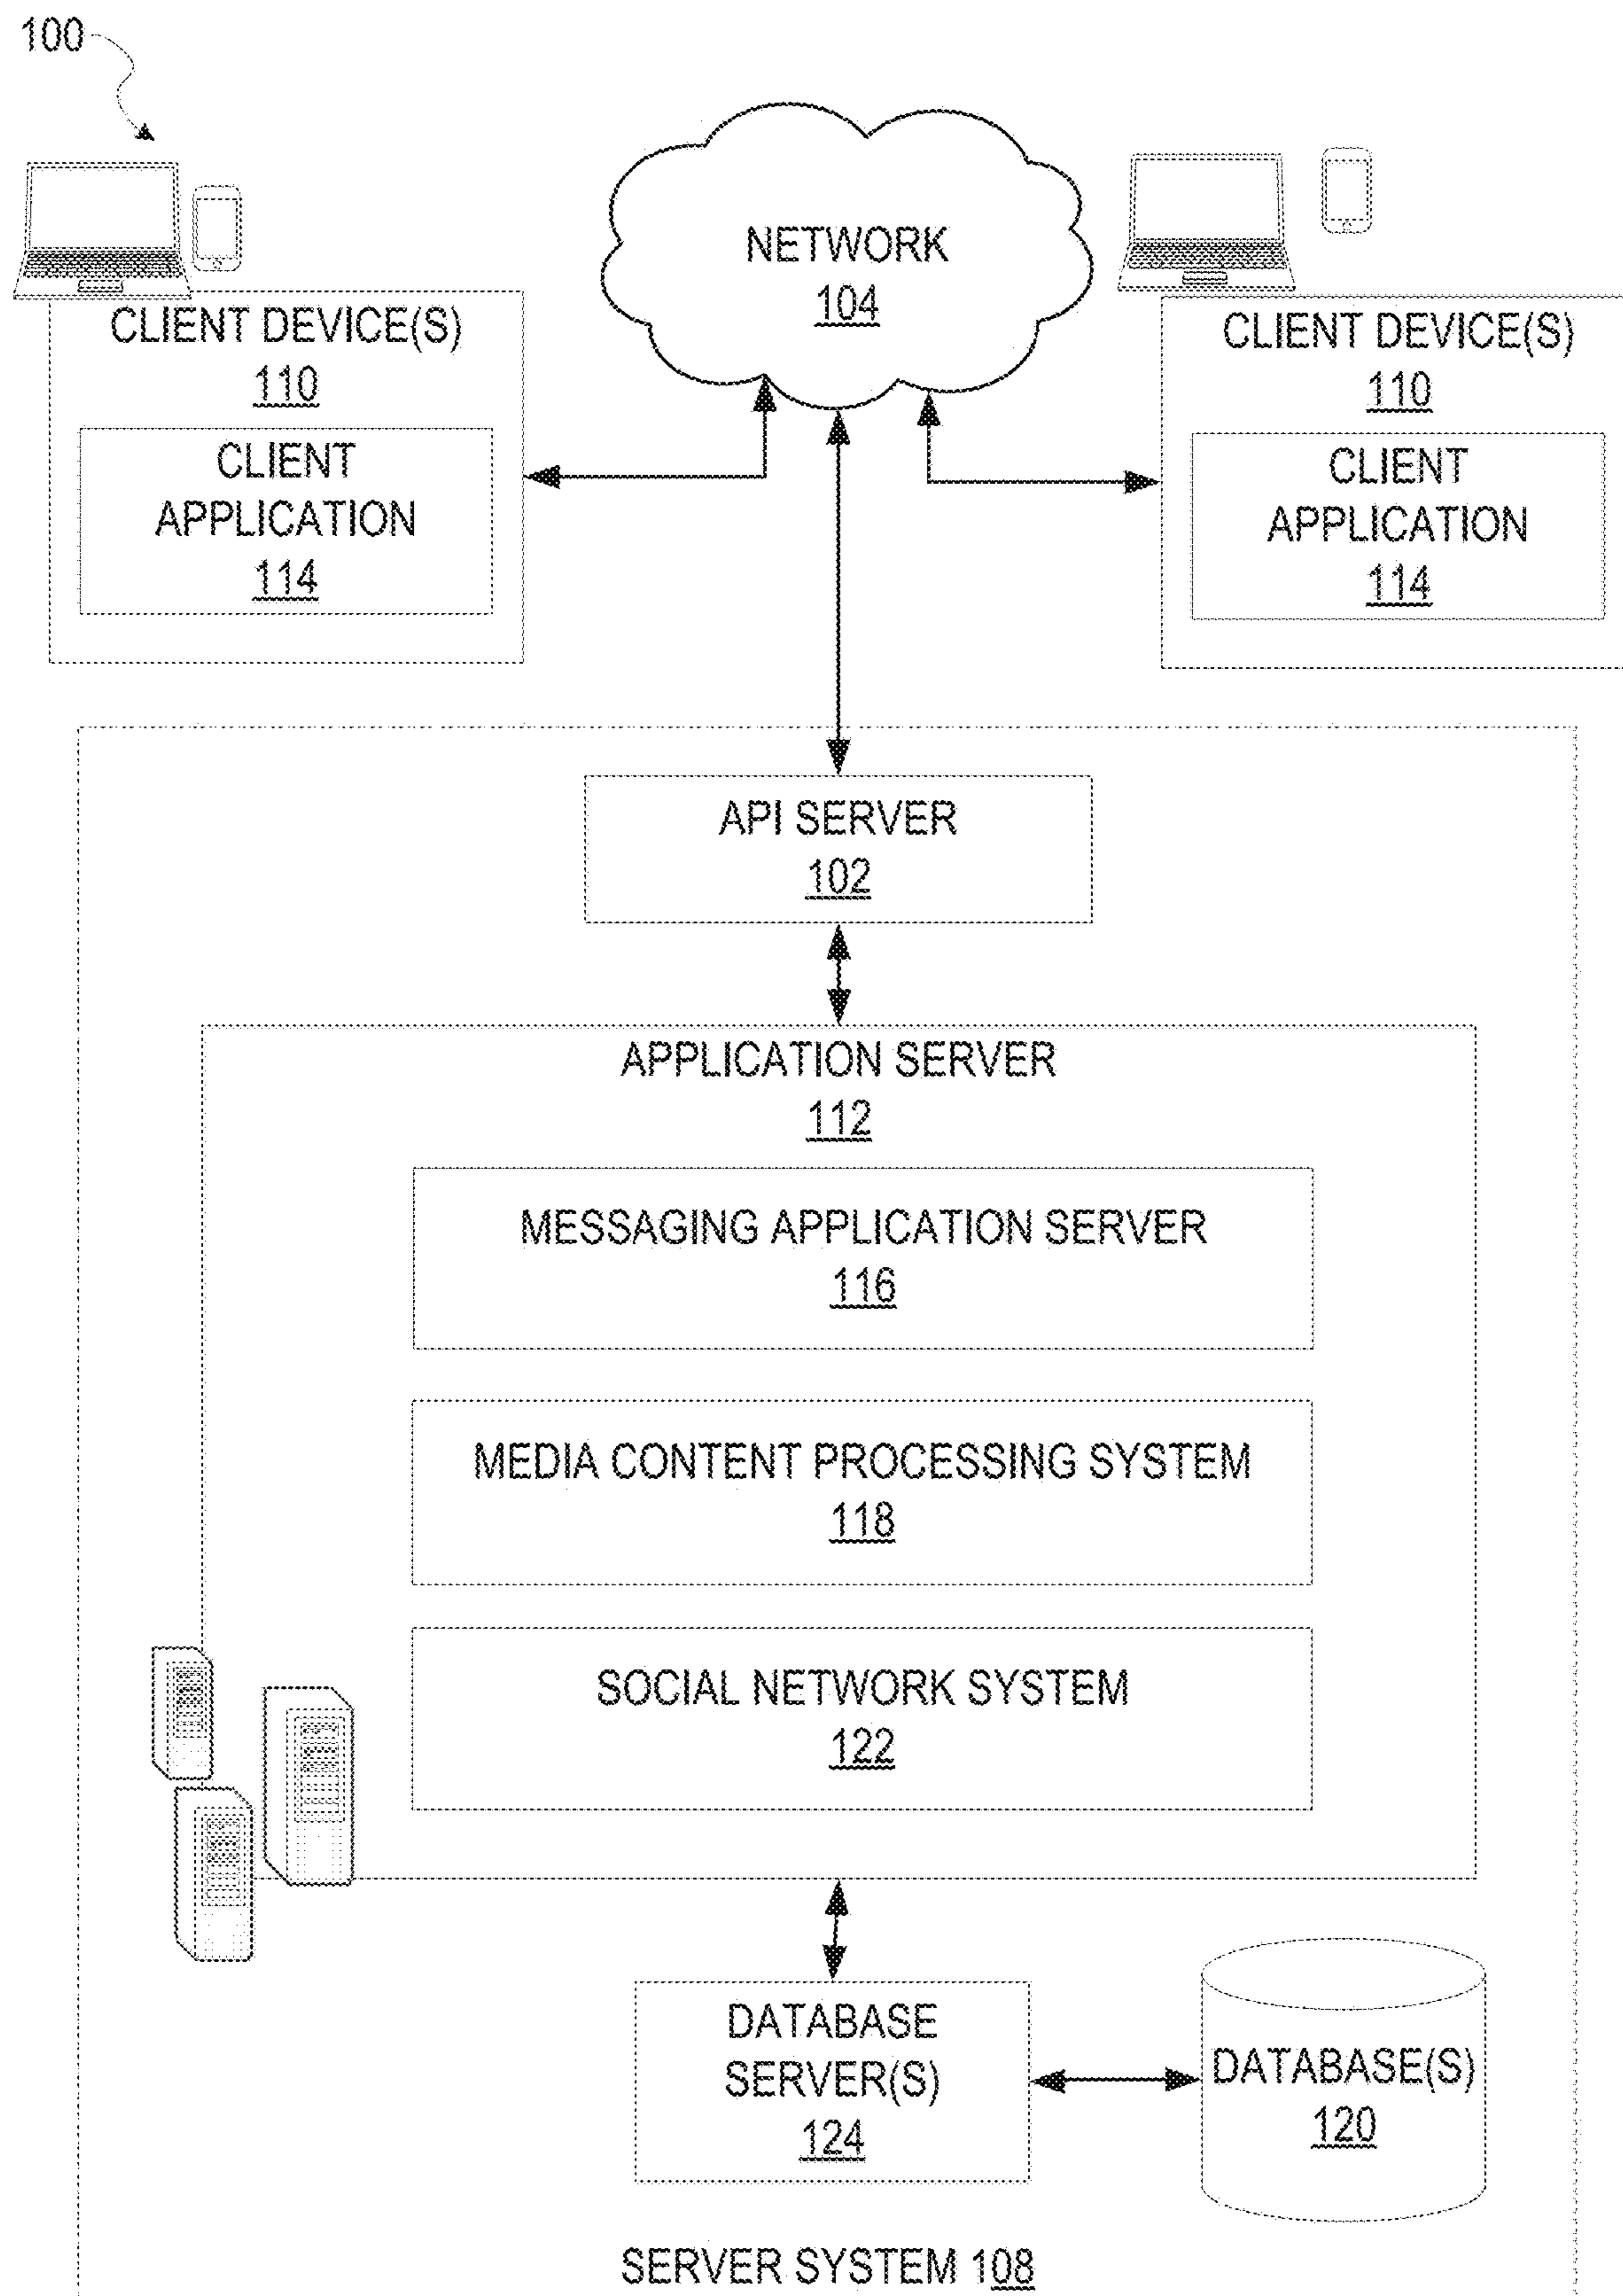 100
NETWORK
104
CLIENT DEVICE(S)
110
CLIENT
APPLICATION
114
CLIENT DEVICE(S)
110
CLIENT
APPLICATION
114
API SERVER
102
APPLICATION SERVER
112
MESSAGING APPLICATION SERVER
116
MEDIA CONTENT PROCESSING SYSTEM
118
SOCIAL NETWORK SYSTEM
122
DATABASE
SERVER(S)
124
DATABASE(S)
120
SERVER SYSTEM 108